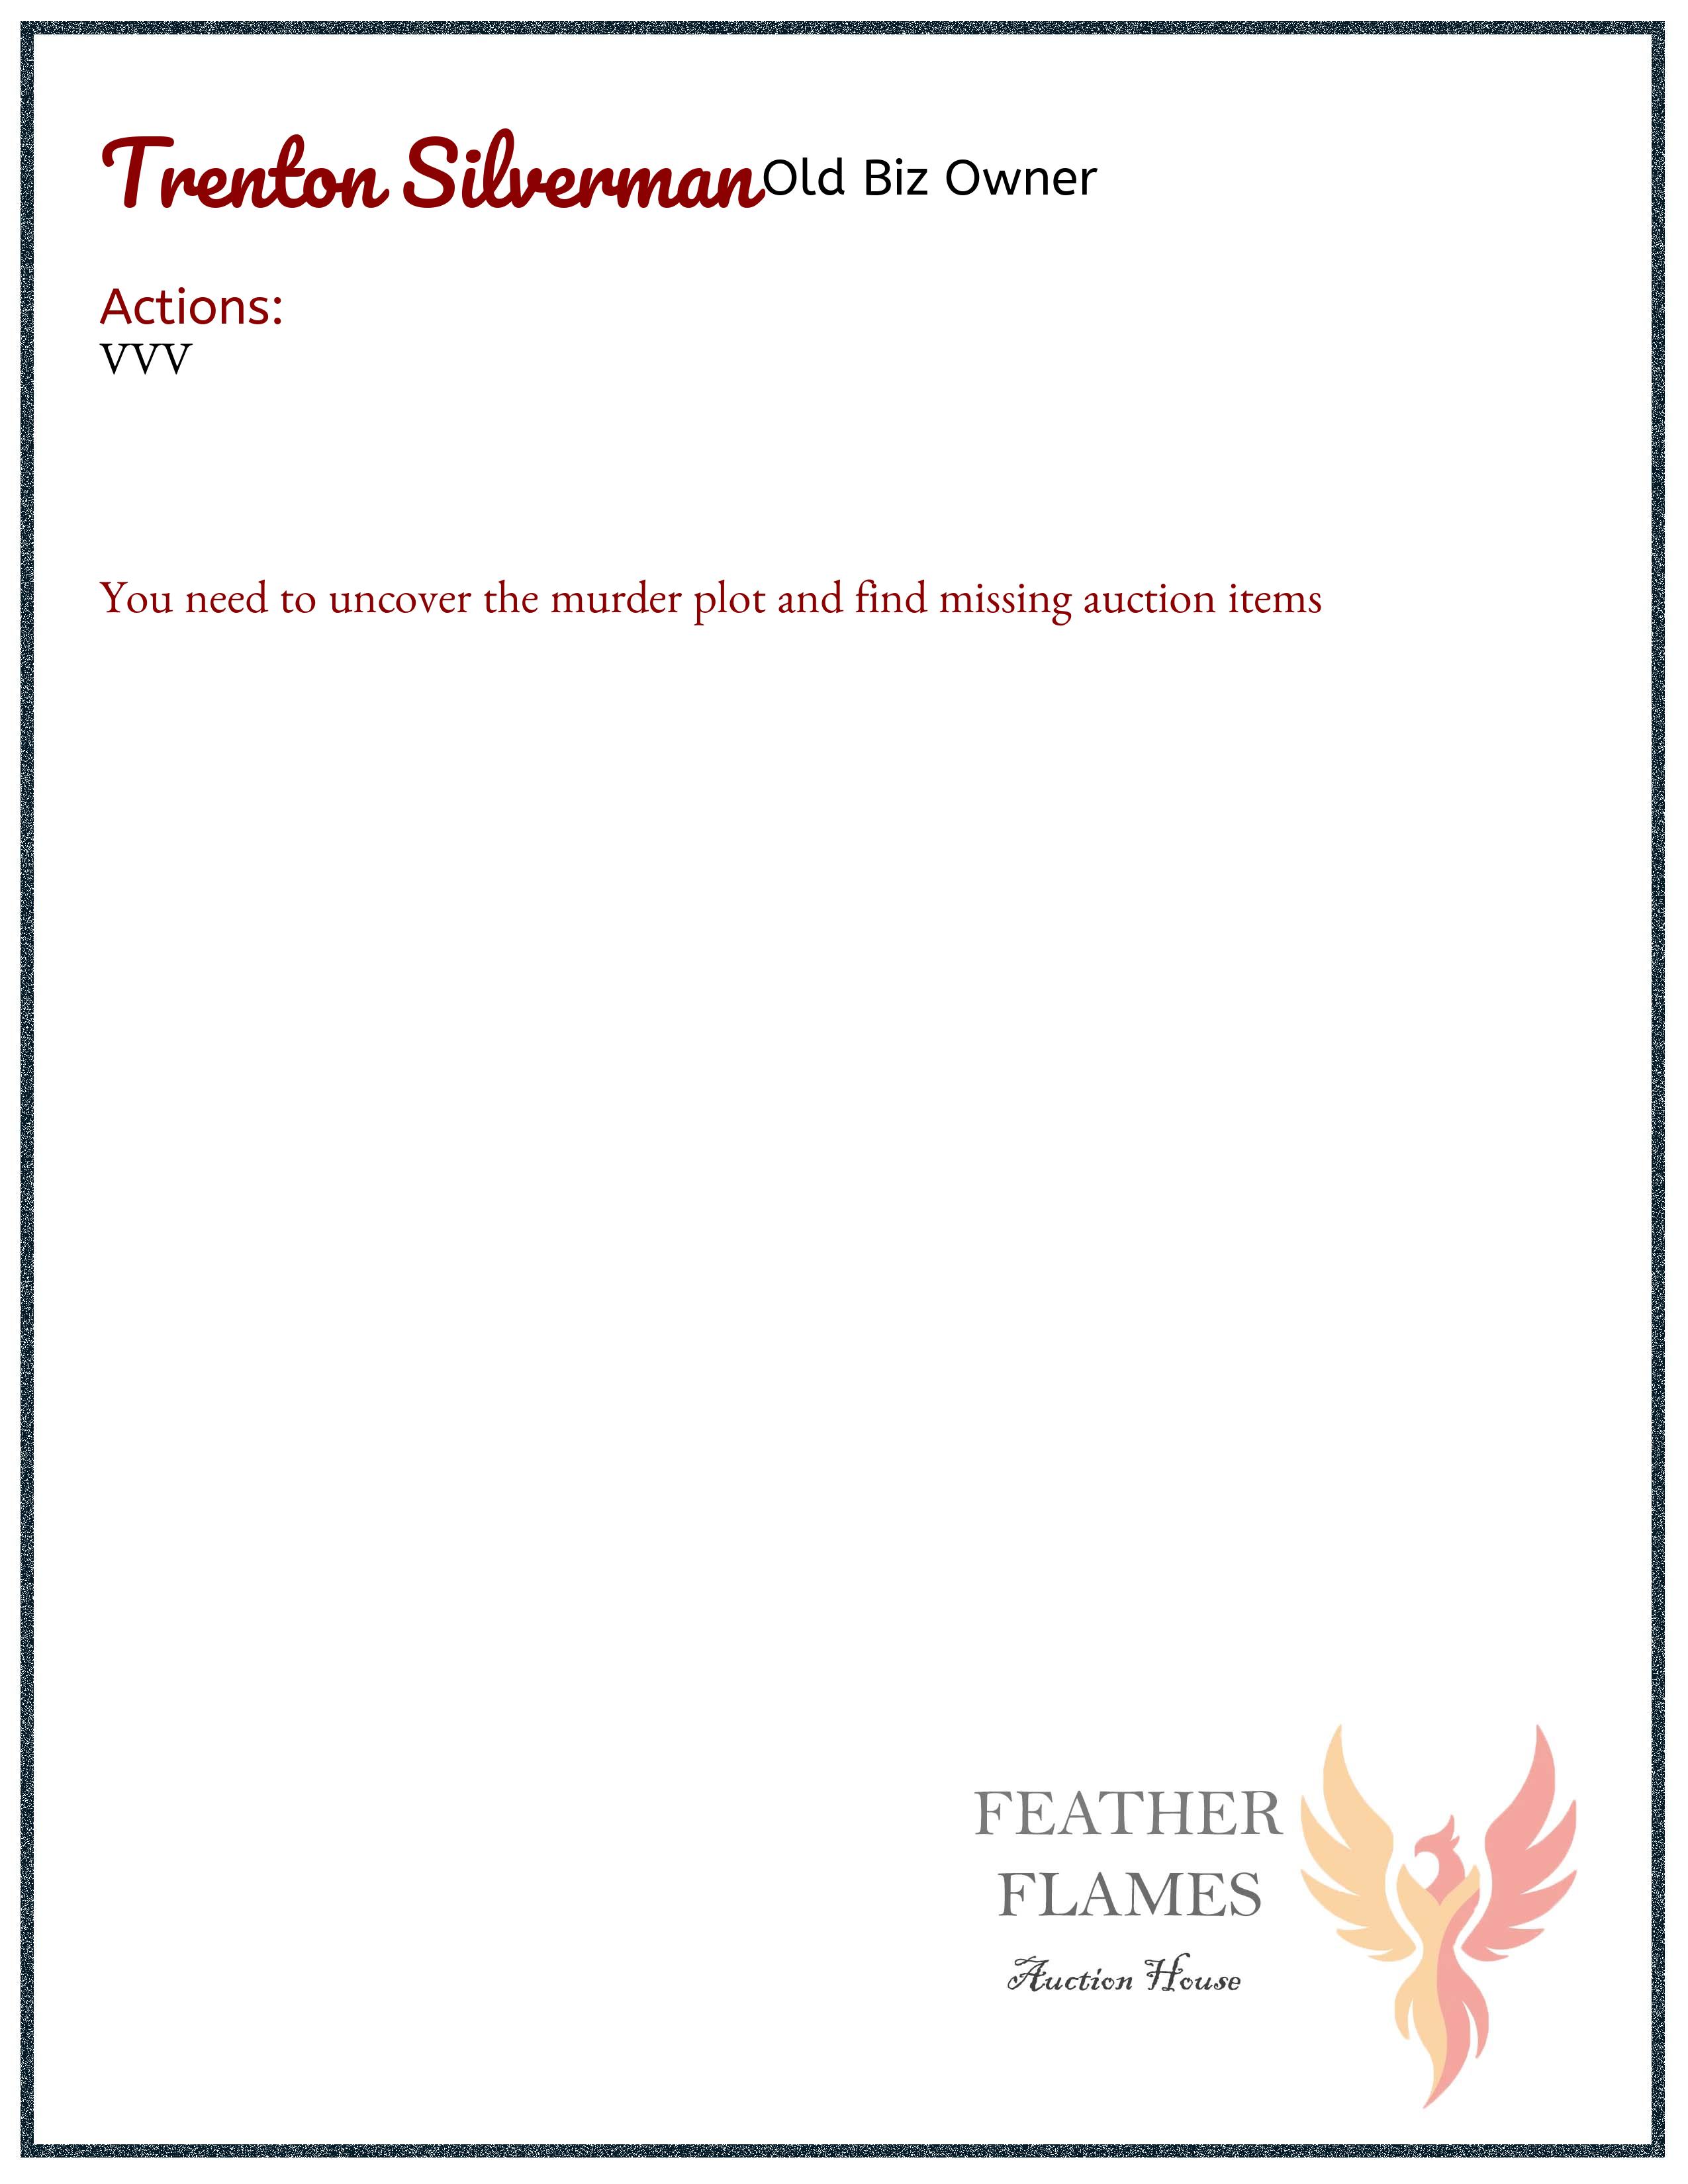 Trenton Silverman Old Biz Owner
Actions:
VVV
You need to uncover the murder plot and find missing auction items
FEATHER
FLAMES
Auction House